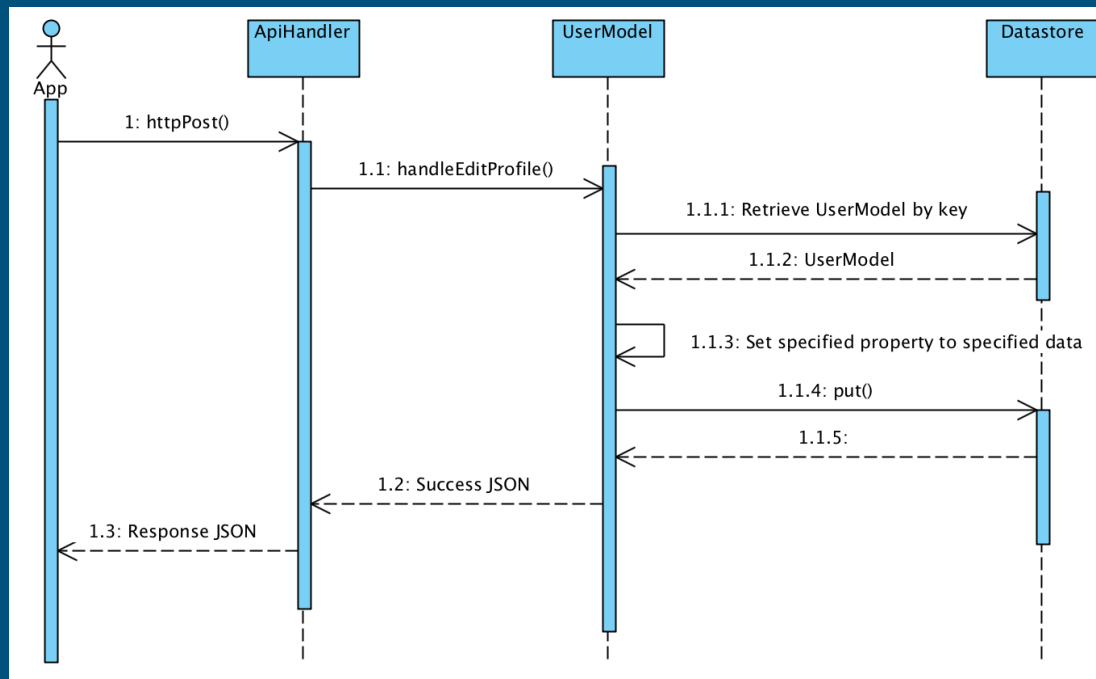 ApiHandler
UserModel
Datastore
App
1: httpPost()
1.1: handleEditProfile()
1.1.1: Retrieve UserModel by key
1.1.2: UserModel
1.1.3: Set specified property to specified data
1.1.4: put()
1.1.5:
1.2: Success JSON
1.3: Response JSON